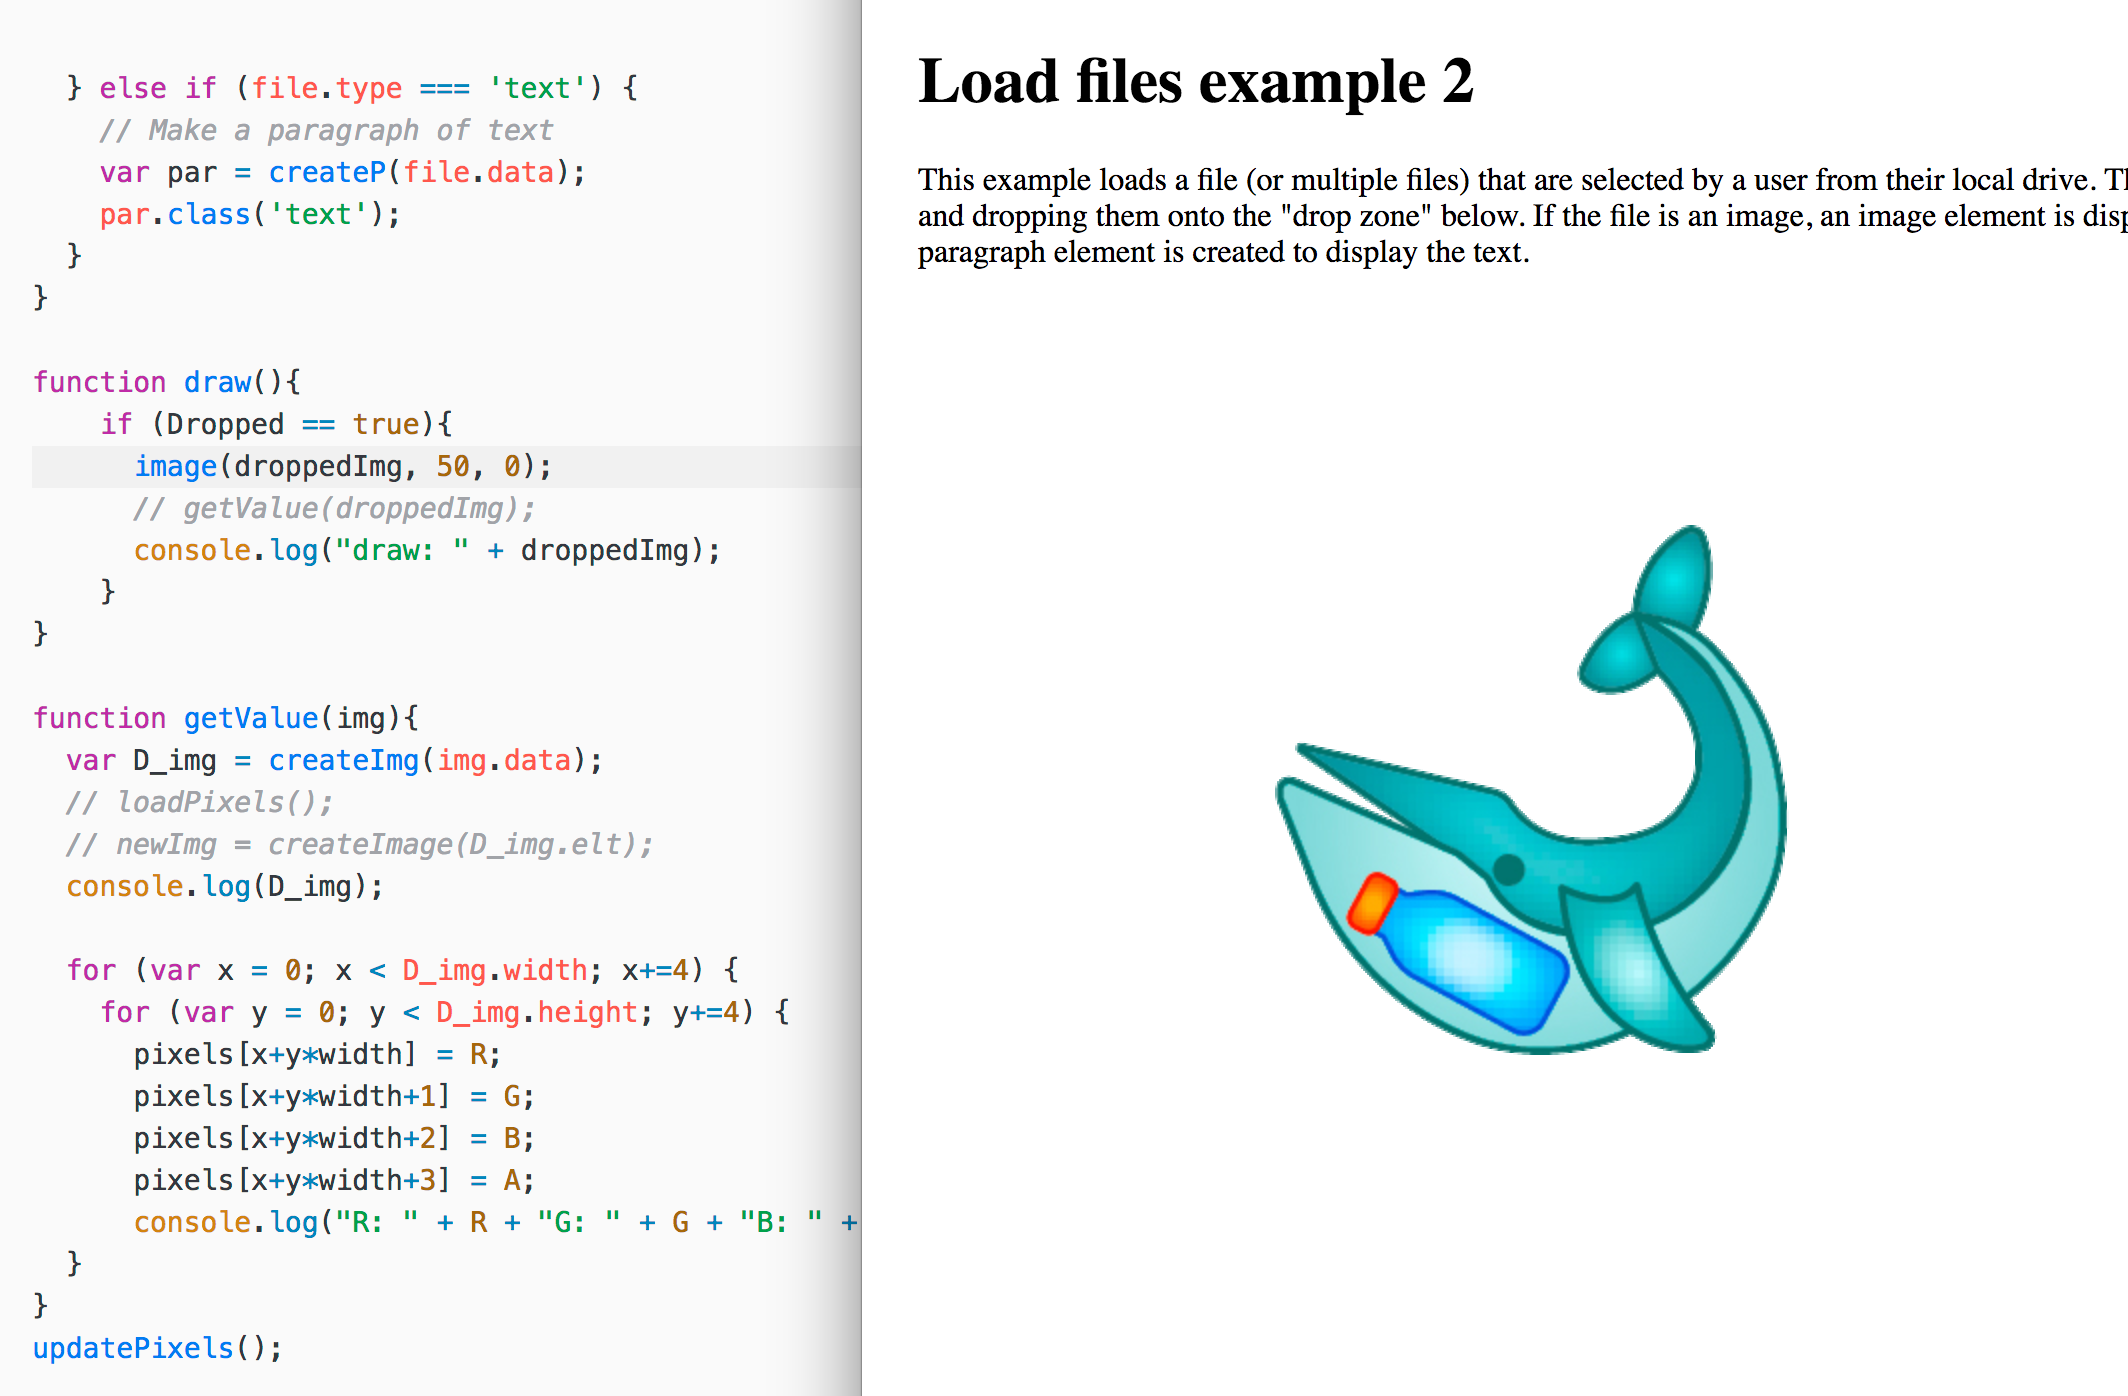 } else if (file.type === 'text') {
    // Make a paragraph of text
    var par = createP(file.data);
    par.class('text');
  }
}
function draw(){
    if (Dropped == true){
      image(droppedImg, 50, 0);
      // getValue(droppedImg);
      console.log("draw: " + droppedImg);
    }
}
function getValue(img){
  var D_img = createImg(img.data);
  // loadPixels();
  // newImg = createImage(D_img.elt);
  console.log(D_img);
  for (var x = 0; x < D_img.width; x+=4) {
    for (var y = 0; y < D_img.height; y+=4) {
      pixels[x+y*width] = R;
      pixels[x+y*width+1] = G;
      pixels[x+y*width+2] = B;
      pixels[x+y*width+3] = A;
      console.log("R: " + R + "G: " + G + "B: " +
    }
}
updatePixels();
Load files example 2
This example loads a file (or multiple files) that are selected by a user from their local drive.
and dropping them onto the "drop zone" below. If the file is an image, an image element is
paragraph element is created to display the text.